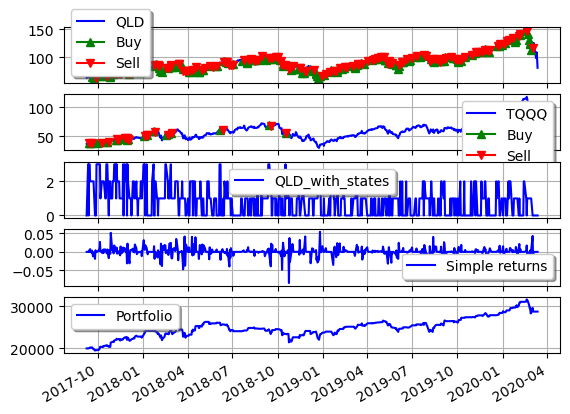 QLD
Buy
Sell
150
100
TQQQ
Buy
Sell
100
50
QLD_with_states
2
0
0.05
0.00
−0.05
Simple returns
30000
20000
Portfolio
2017-10
2018-01
2018-04
2018-07
2018-10
2019-01
2019-04
2019-07
2019-10
2020-01
2020-04